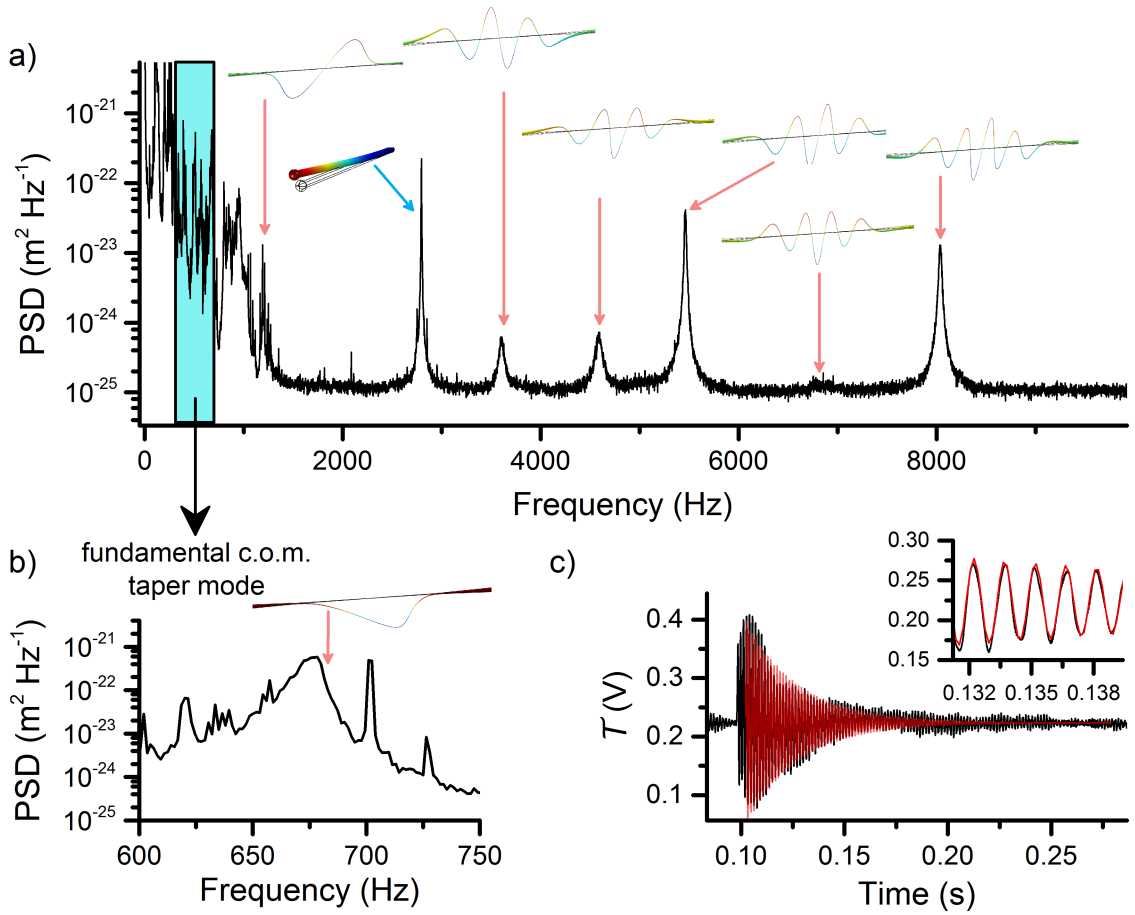 a)
PSD (m² Hz⁻¹)
10⁻²¹
10⁻²²
10⁻²³
10⁻²⁴
10⁻²⁵
0 2000 4000 6000 8000
Frequency (Hz)
fundamental c.o.m.
taper mode
b)
PSD (m² Hz⁻¹)
10⁻²¹
10⁻²²
10⁻²³
10⁻²⁴
10⁻²⁵
600 650 700 750
Frequency (Hz)
c)
𝒯 (V)
0.4
0.3
0.2
0.1
0.10 0.15 0.20 0.25
Time (s)
0.30
0.25
0.20
0.15
0.132 0.135 0.138